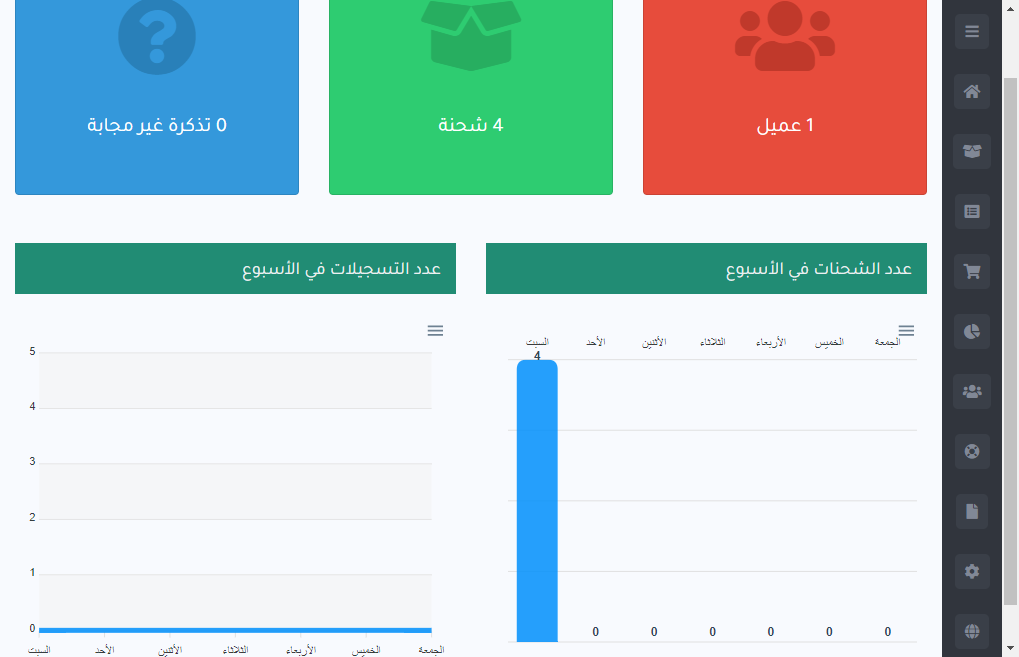 1 عميل
4 شحنة
0 تذكرة غير مجابة
عدد الشحنات في الأسبوع
عدد التسجيلات في الأسبوع
السبت
الأحد
الأثنين
الثلاثاء
الأربعاء
الخميس
الجمعة
4
0
0
0
0
0
0
5
4
3
2
1
0
السبت
الأحد
الأثنين
الثلاثاء
الأربعاء
الخميس
الجمعة